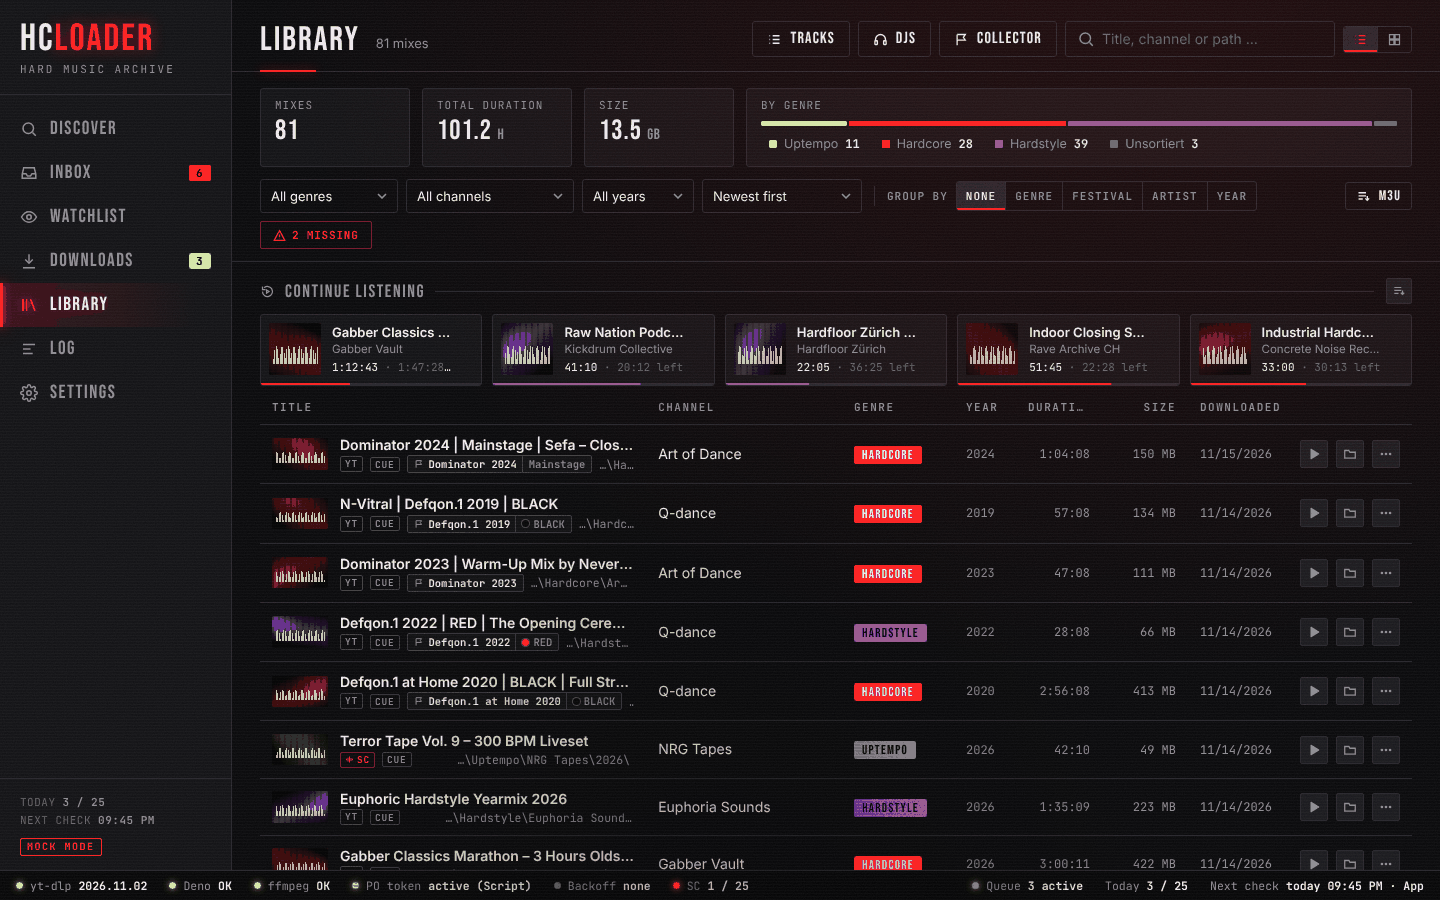 HCLOADER
HARD MUSIC ARCHIVE
DISCOVER
INBOX 6
WATCHLIST
DOWNLOADS 3
LIBRARY
LOG
SETTINGS
TODAY 3 / 25
NEXT CHECK 09:45 PM
MOCK MODE
LIBRARY 81 mixes
TRACKS DJS COLLECTOR Title, channel or path ...
MIXES
81
TOTAL DURATION
101.2 H
SIZE
13.5 GB
BY GENRE
Uptempo 11 Hardcore 28 Hardstyle 39 Unsortiert 3
All genres All channels All years Newest first GROUP BY NONE GENRE FESTIVAL ARTIST YEAR M3U
2 MISSING
CONTINUE LISTENING
Gabber Classics ...
Gabber Vault
1:12:43 · 1:47:28…
Raw Nation Podc...
Kickdrum Collective
41:10 · 20:12 left
Hardfloor Zürich ...
Hardfloor Zürich
22:05 · 36:25 left
Indoor Closing S...
Rave Archive CH
51:45 · 22:28 left
Industrial Hardc...
Concrete Noise Rec...
33:00 · 30:13 left
TITLE CHANNEL GENRE YEAR DURATI… SIZE DOWNLOADED
Dominator 2024 | Mainstage | Sefa – Clos... Art of Dance HARDCORE 2024 1:04:08 150 MB 11/15/2026
YT CUE Dominator 2024 Mainstage …\Ha…
N-Vitral | Defqon.1 2019 | BLACK Q-dance HARDCORE 2019 57:08 134 MB 11/14/2026
YT CUE Defqon.1 2019 BLACK …\Hardc…
Dominator 2023 | Warm-Up Mix by Never... Art of Dance HARDCORE 2023 47:08 111 MB 11/14/2026
YT CUE Dominator 2023 …\Hardcore\Ar…
Defqon.1 2022 | RED | The Opening Cere... Q-dance HARDSTYLE 2022 28:08 66 MB 11/14/2026
YT CUE Defqon.1 2022 RED …\Hardst…
Defqon.1 at Home 2020 | BLACK | Full Str... Q-dance HARDCORE 2020 2:56:08 413 MB 11/14/2026
YT CUE Defqon.1 at Home 2020 BLACK …
Terror Tape Vol. 9 – 300 BPM Liveset NRG Tapes UPTEMPO 2026 42:10 49 MB 11/14/2026
SC CUE …\Uptempo\NRG Tapes\2026\
Euphoric Hardstyle Yearmix 2026 Euphoria Sounds HARDSTYLE 2026 1:35:09 223 MB 11/14/2026
YT CUE …\Hardstyle\Euphoria Sound…
Gabber Classics Marathon – 3 Hours Olds... Gabber Vault HARDCORE 2026 3:00:11 422 MB 11/14/2026
yt-dlp 2026.11.02 Deno OK ffmpeg OK PO token active (Script) Backoff none SC 1 / 25 Queue 3 active Today 3 / 25 Next check today 09:45 PM · App